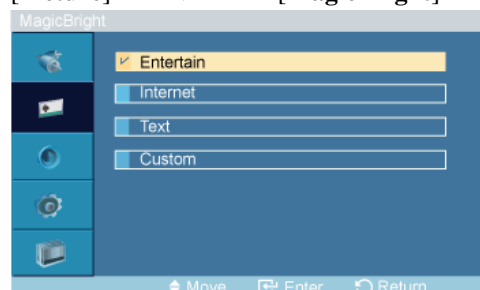 MagicBright
Entertain
Internet
Text
Custom
Move Enter Return